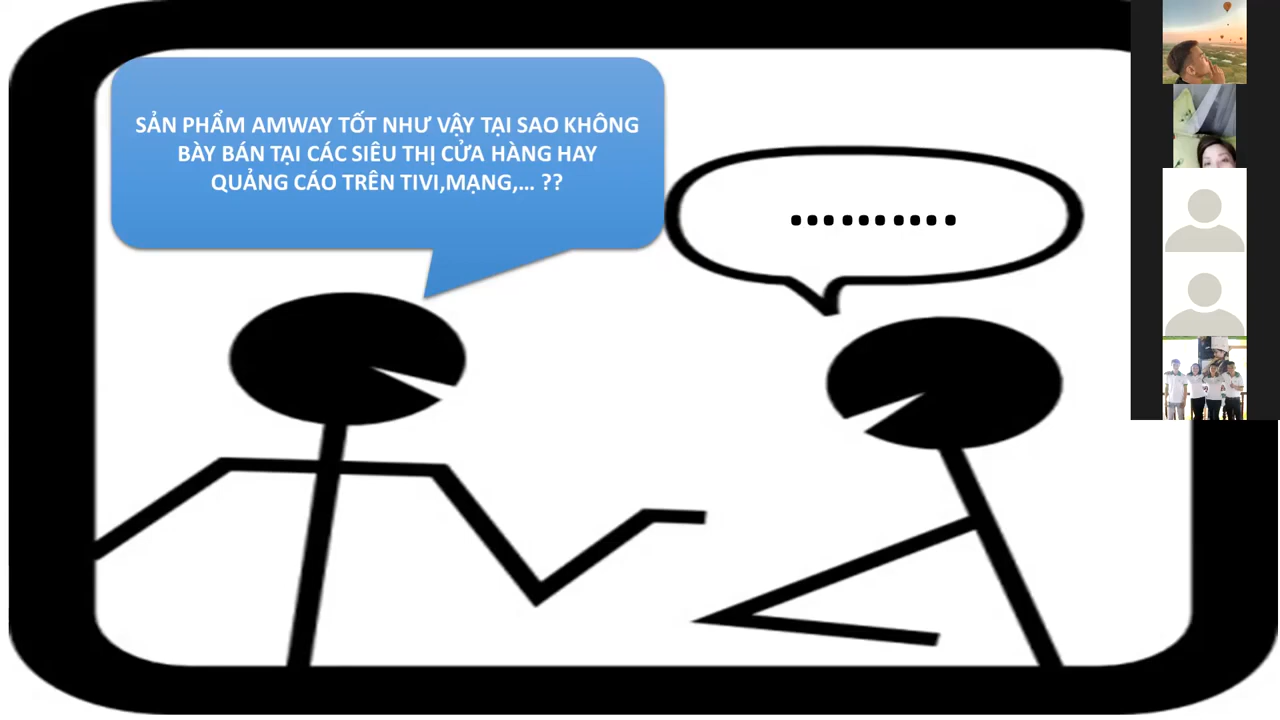 SẢN PHẨM AMWAY TỐT NHƯ VẬY TẠI SAO KHÔNG
BÀY BÁN TẠI CÁC SIÊU THỊ CỬA HÀNG HAY
QUẢNG CÁO TRÊN TIVI,MẠNG,... ??
..........